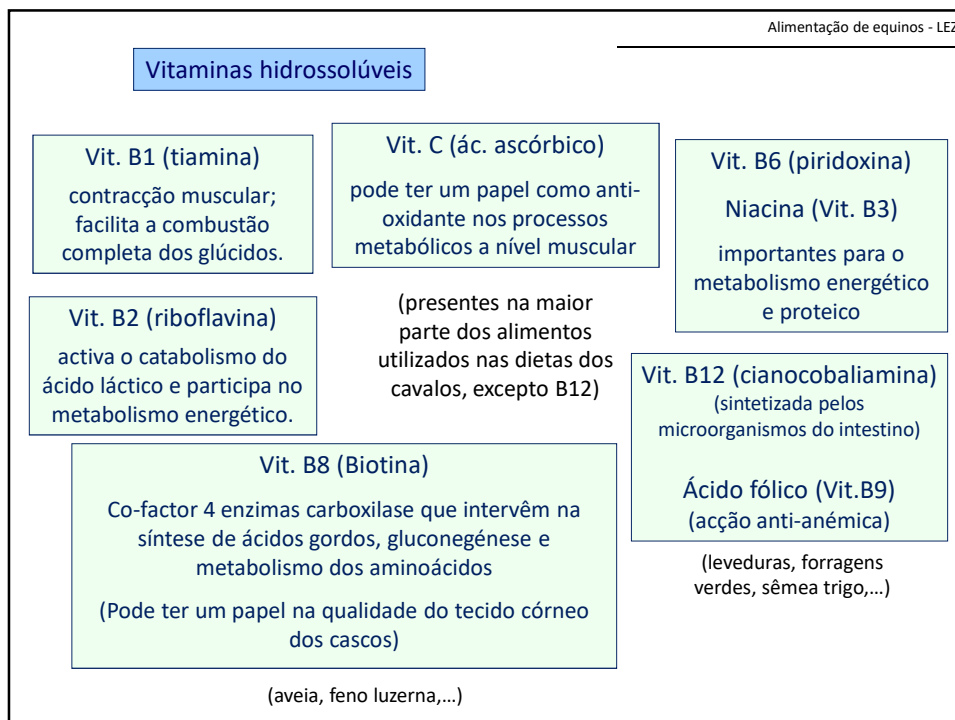 Alimentação de equinos - LEZ
Vitaminas hidrossolúveis
Vit. B1 (tiamina)
contracção muscular;
facilita a combustão
completa dos glúcidos.
Vit. C (ác. ascórbico)
pode ter um papel como anti-
oxidante nos processos
metabólicos a nível muscular
Vit. B6 (piridoxina)
Niacina (Vit. B3)
importantes para o
metabolismo energético
e proteico
Vit. B2 (riboflavina)
activa o catabolismo do
ácido láctico e participa no
metabolismo energético.
(presentes na maior
parte dos alimentos
utilizados nas dietas dos
cavalos, excepto B12)
Vit. B12 (cianocobaliamina)
(sintetizada pelos
microorganismos do intestino)
Ácido fólico (Vit.B9)
(acção anti-anémica)
(leveduras, forragens
verdes, sêmea trigo,...)
Vit. B8 (Biotina)
Co-factor 4 enzimas carboxilase que intervêm na
síntese de ácidos gordos, gluconegénese e
metabolismo dos aminoácidos
(Pode ter um papel na qualidade do tecido córneo
dos cascos)
(aveia, feno luzerna,...)